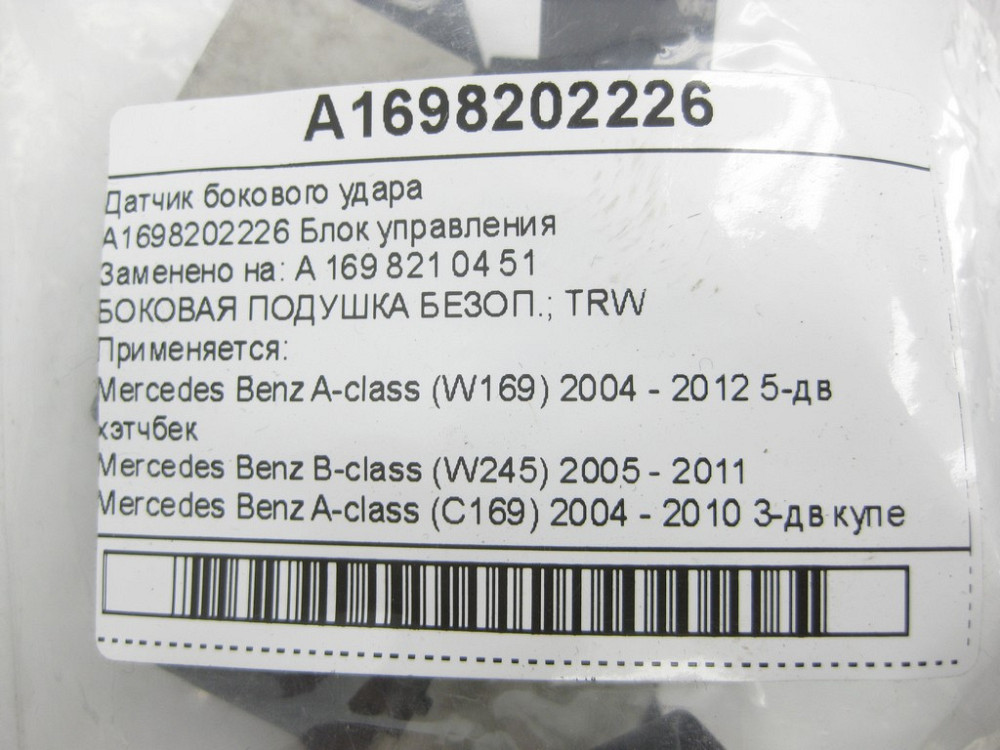 A1698202226
Датчик бокового удара
A1698202226 Блок управления
Заменено на: A 169 821 04 51
БОКОВАЯ ПОДУШКА БЕЗОП.; TRW
Применяется:
Mercedes Benz A-class (W169) 2004 - 2012 5-дв
хэтчбек
Mercedes Benz B-class (W245) 2005 - 2011
Mercedes Benz A-class (C169) 2004 - 2010 3-дв купе